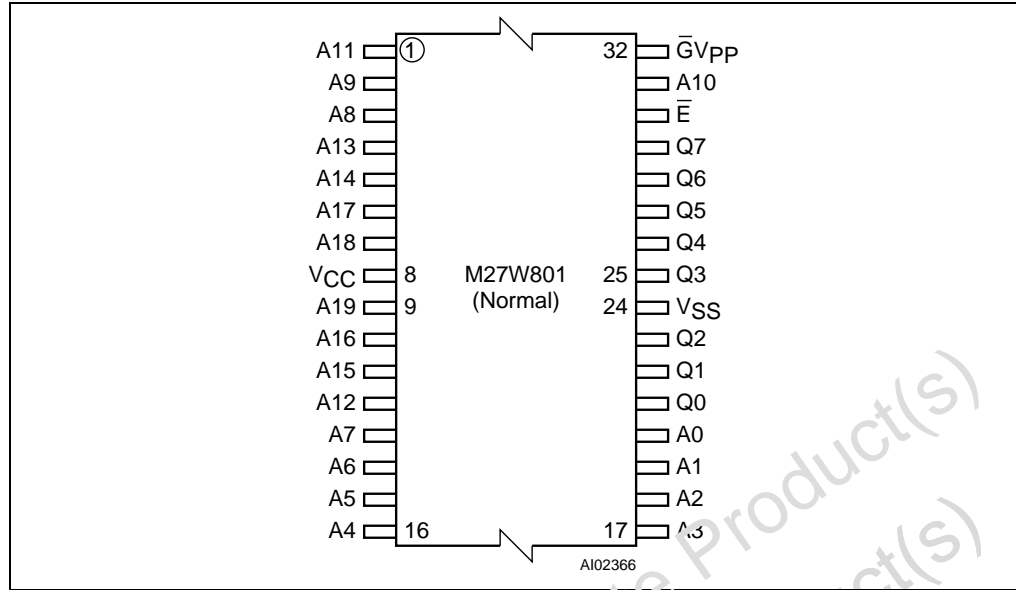 A11 1 32 G̅VPP
A9 A10
A8 E̅
A13 Q7
A14 Q6
A17 Q5
A18 Q4
VCC 8 M27W801 25 Q3
A19 9 (Normal) 24 VSS
A16 Q2
A15 Q1
A12 Q0
A7 A0
A6 A1
A5 A2
A4 16 17 A3
AI02366
Product(s)